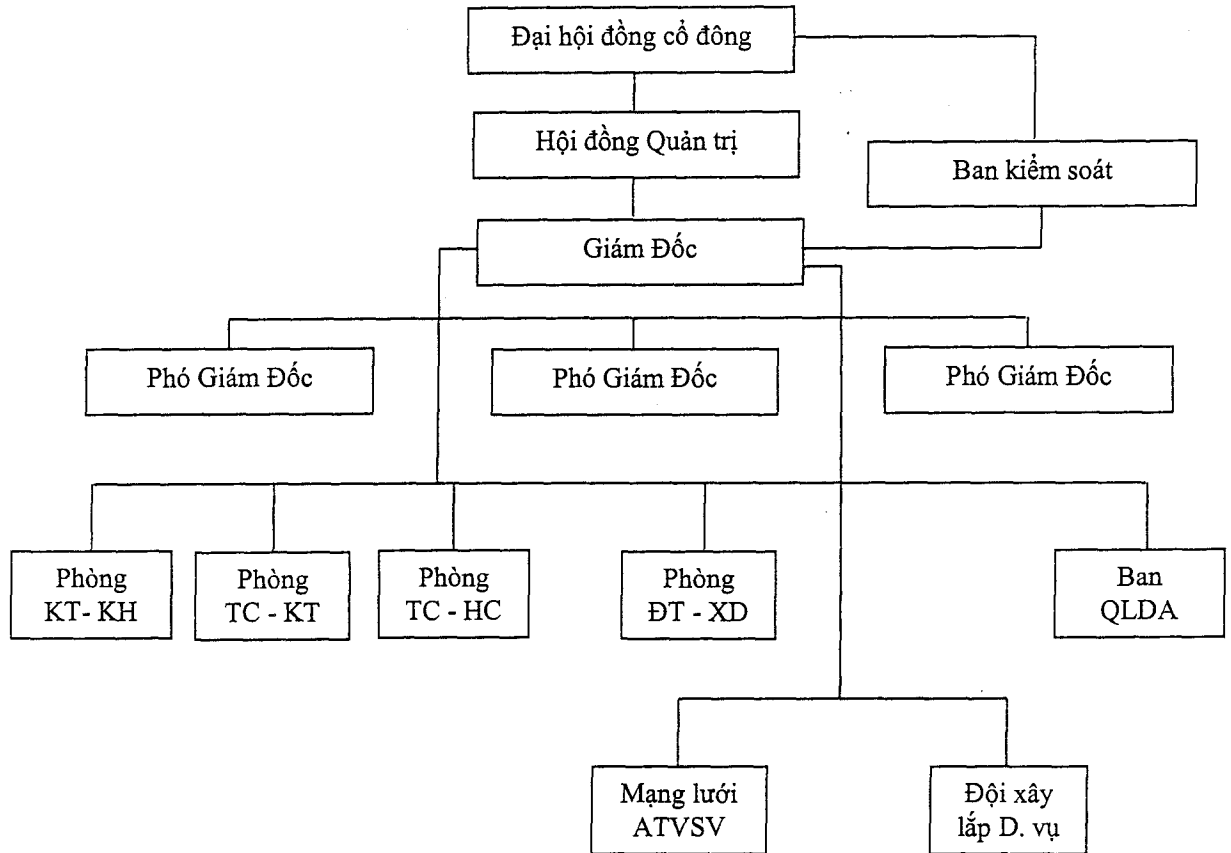 Đại hội đồng cổ đông
Hội đồng Quản trị
Ban kiểm soát
Giám Đốc
Phó Giám Đốc
Phó Giám Đốc
Phó Giám Đốc
Phòng
KT- KH
Phòng
TC - KT
Phòng
TC - HC
Phòng
ĐT - XD
Ban
QLDA
Mạng lưới
ATVSV
Đội xây
lắp D. vụ